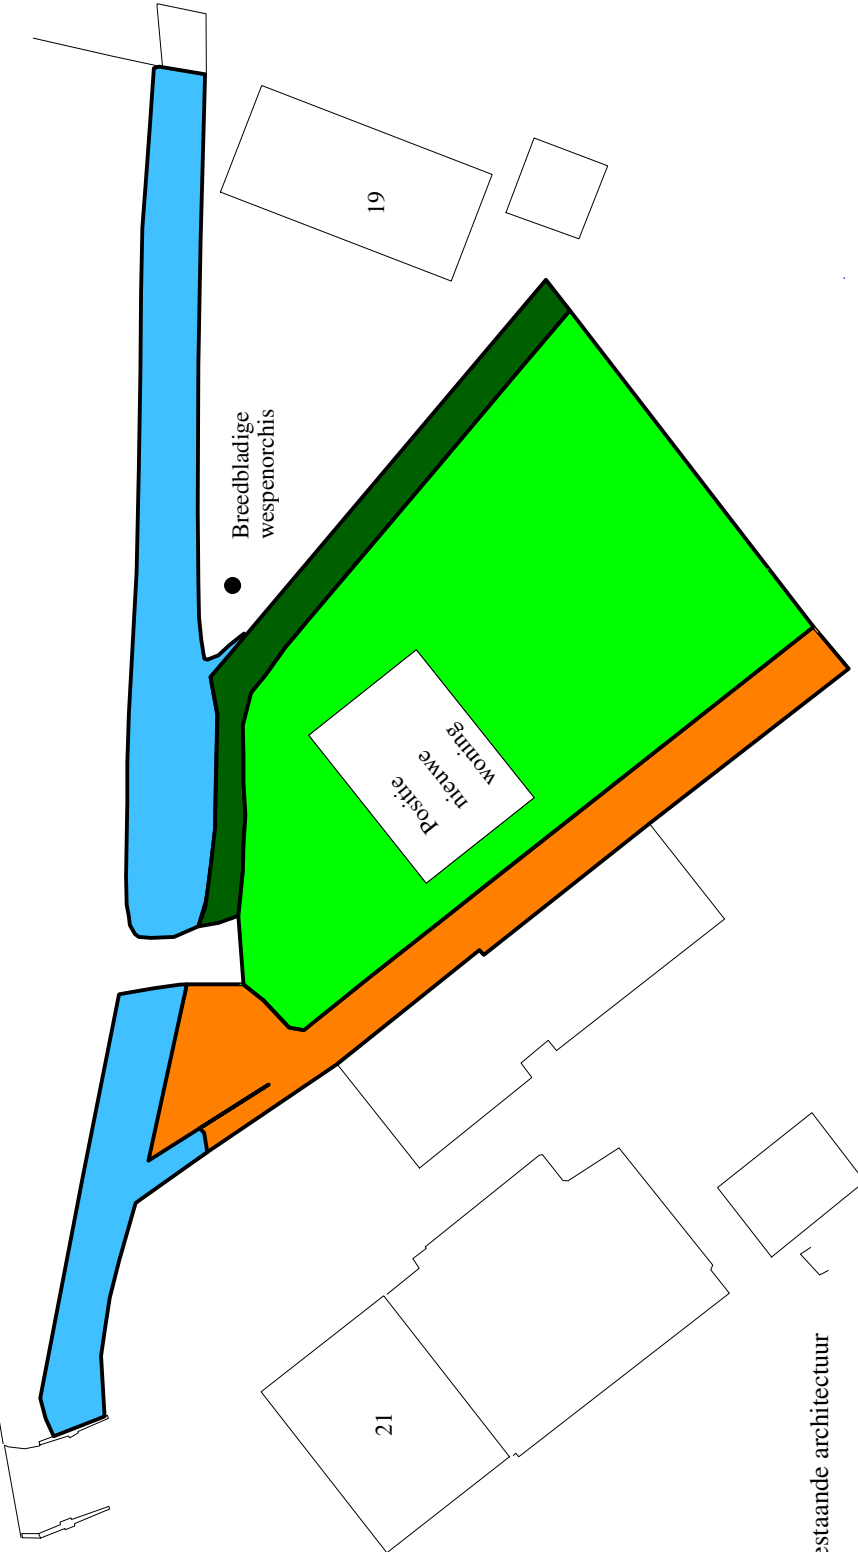 19
Breedbladige
wespenorchis
Positie
nieuwe
woning
21
estaande architectuur